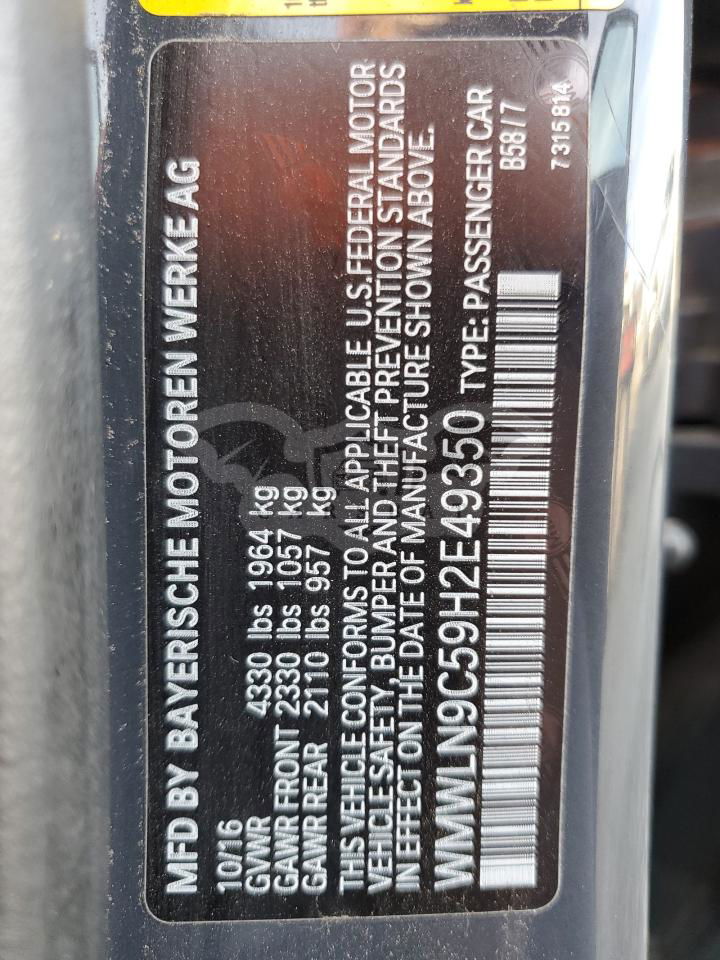 MFD BY BAYERISCHE MOTOREN WERKE AG
10/16
GVWR 4330 lbs 1964 kg
GAWR FRONT 2330 lbs 1057 kg
GAWR REAR 2110 lbs 957 kg
THIS VEHICLE CONFORMS TO ALL APPLICABLE U.S.FEDERAL MOTOR
VEHICLE SAFETY, BUMPER AND THEFT PREVENTION STANDARDS
IN EFFECT ON THE DATE OF MANUFACTURE SHOWN ABOVE.
WMWLN9C59H2E49350 TYPE: PASSENGER CAR
B58//7
7315814